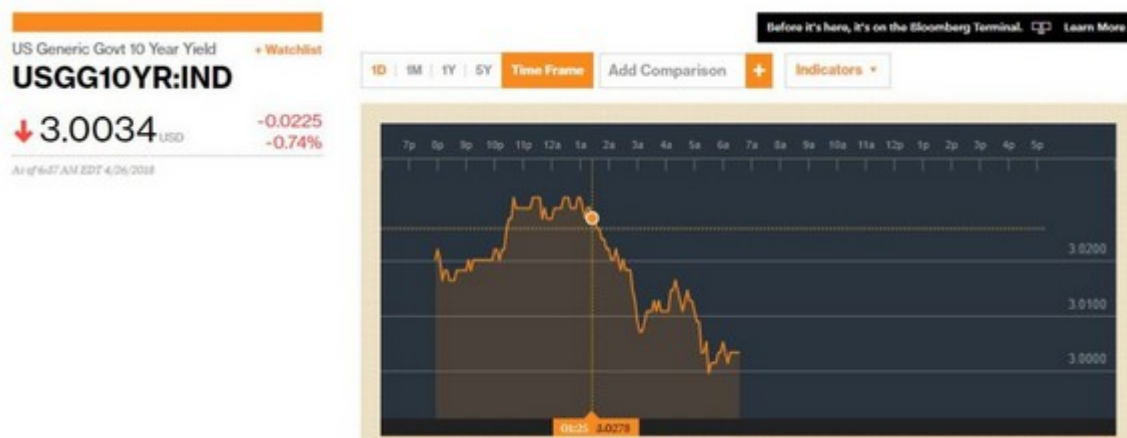 Before it's here, it's on the Bloomberg Terminal. Learn More
US Generic Govt 10 Year Yield + Watchlist
USGG10YR:IND
3.0034 USD
-0.0225
-0.74%
As of 6:37 AM EDT 4/26/2018
1D 1M 1Y 5Y Time Frame Add Comparison + Indicators
7p 8p 9p 10p 11p 12a 1a 2a 3a 4a 5a 6a 7a 8a 9a 10a 11a 12p 1p 2p 3p 4p 5p
3.0200
3.0100
3.0000
01:25 3.0278